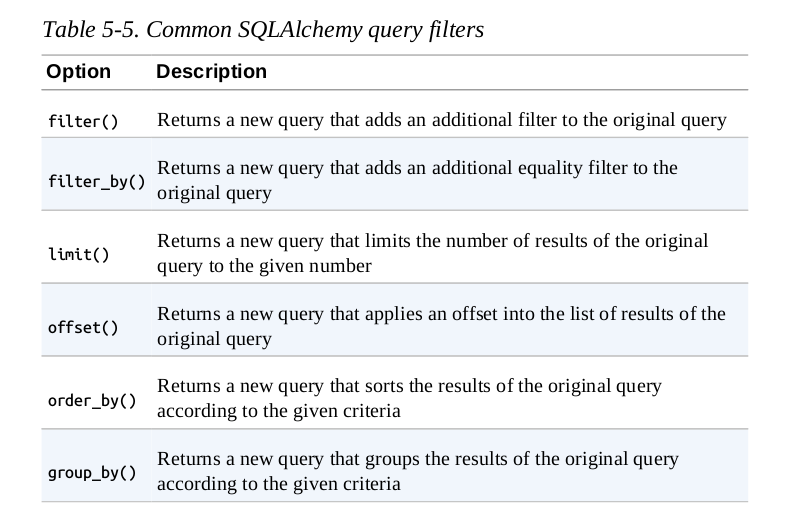 Table 5-5. Common SQLAlchemy query filters
Option Description
filter() Returns a new query that adds an additional filter to the original query
filter_by() Returns a new query that adds an additional equality filter to the
original query
limit() Returns a new query that limits the number of results of the original
query to the given number
offset() Returns a new query that applies an offset into the list of results of the
original query
order_by() Returns a new query that sorts the results of the original query
according to the given criteria
group_by() Returns a new query that groups the results of the original query
according to the given criteria